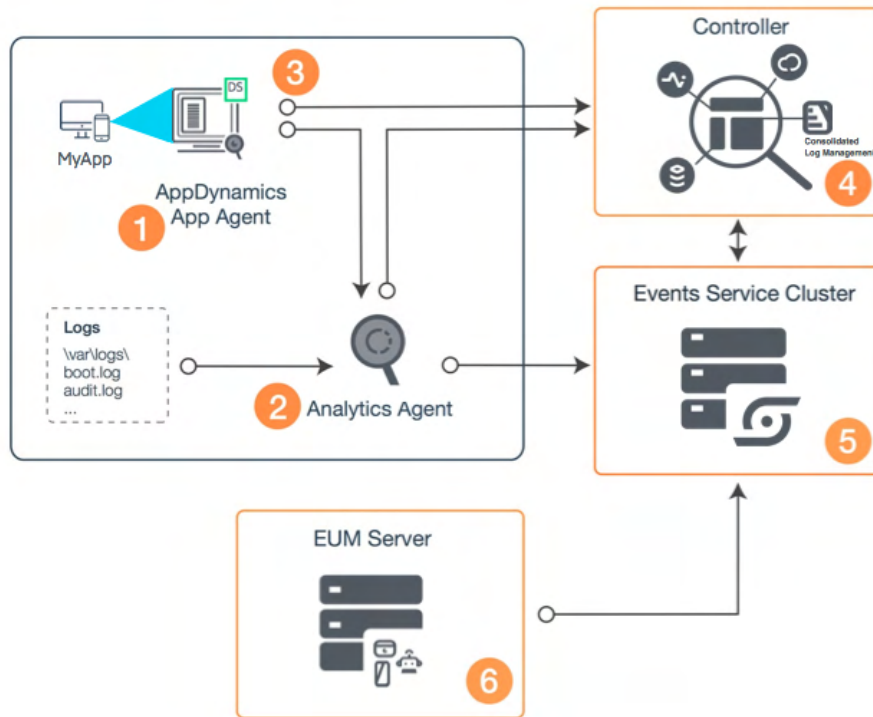 Controller
3
DS
MyApp
Consolidated
Log Management
AppDynamics
App Agent
1
4
Events Service Cluster
Logs
\var\logs\
boot.log
audit.log
...
2
Analytics Agent
5
EUM Server
6